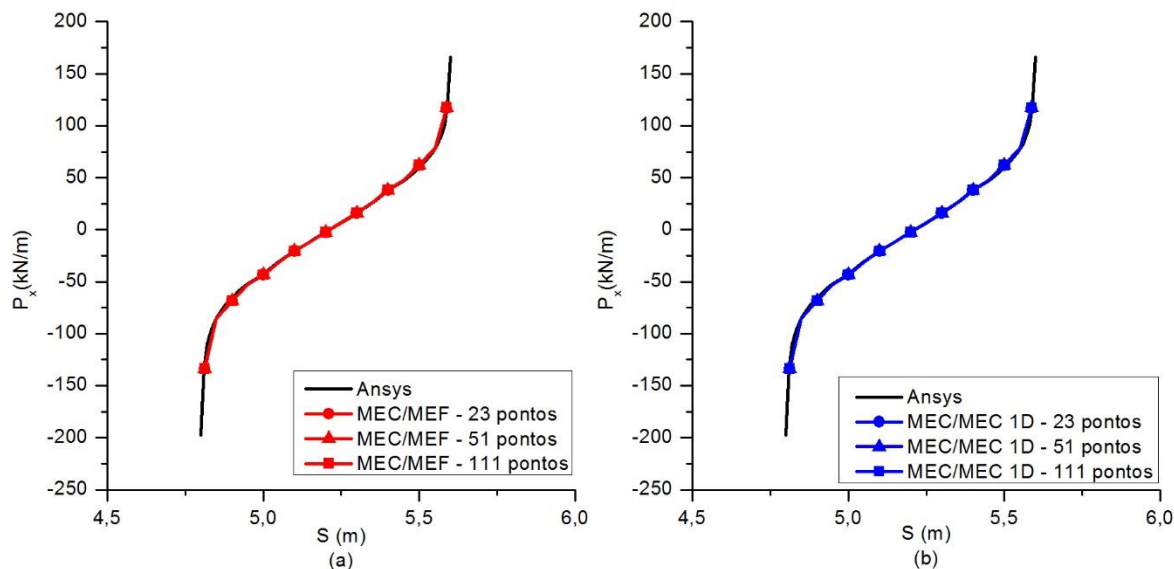 200
150
100
50
0
-50
-100
-150
-200
-250
P x (kN/m)
Ansys
MEC/MEF - 23 pontos
MEC/MEF - 51 pontos
MEC/MEF - 111 pontos
4,5
5,0
5,5
6,0
S (m)
(a)
200
150
100
50
0
-50
-100
-150
-200
-250
P x (kN/m)
Ansys
MEC/MEC 1D - 23 pontos
MEC/MEC 1D - 51 pontos
MEC/MEC 1D - 111 pontos
4,5
5,0
5,5
6,0
S (m)
(b)